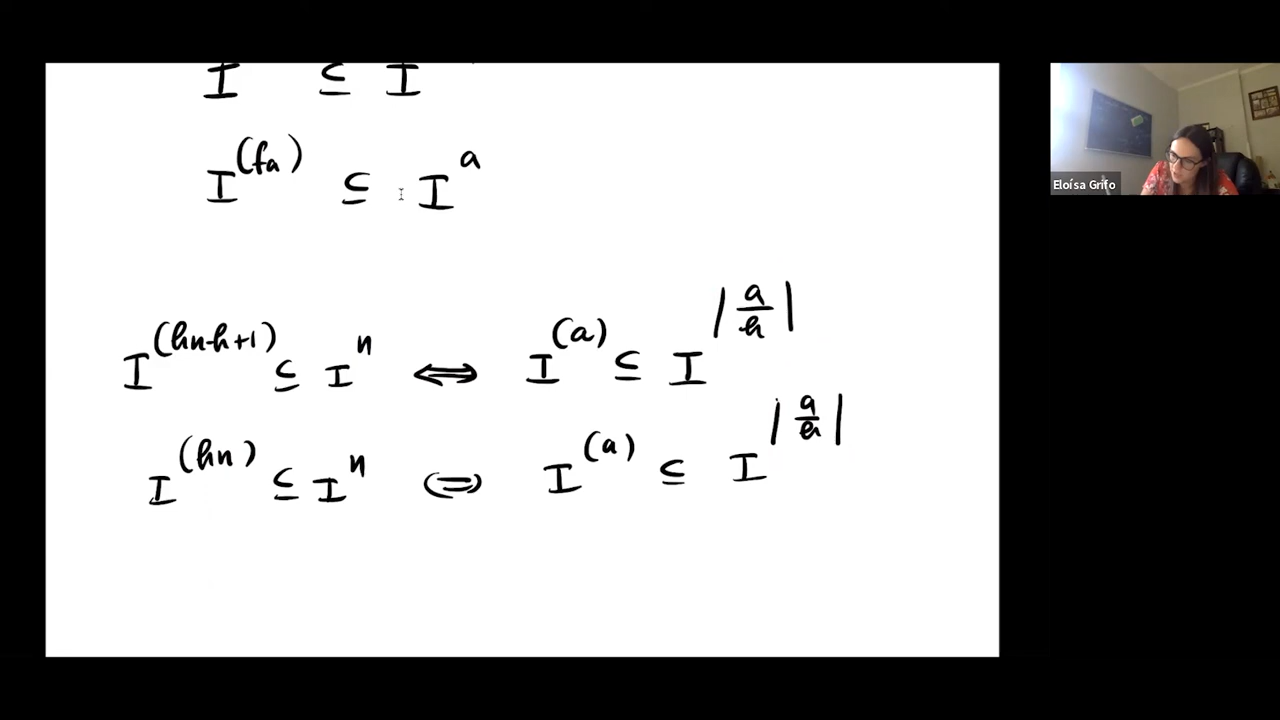 I ⊆ I
I^(fa) ⊆ I^a
I^(hn-h+1) ⊆ I^n ⟺ I^(a) ⊆ I^|a/h|
I^(hn) ⊆ I^n ⟺ I^(a) ⊆ I^|a/h|
Eloísa Grifo